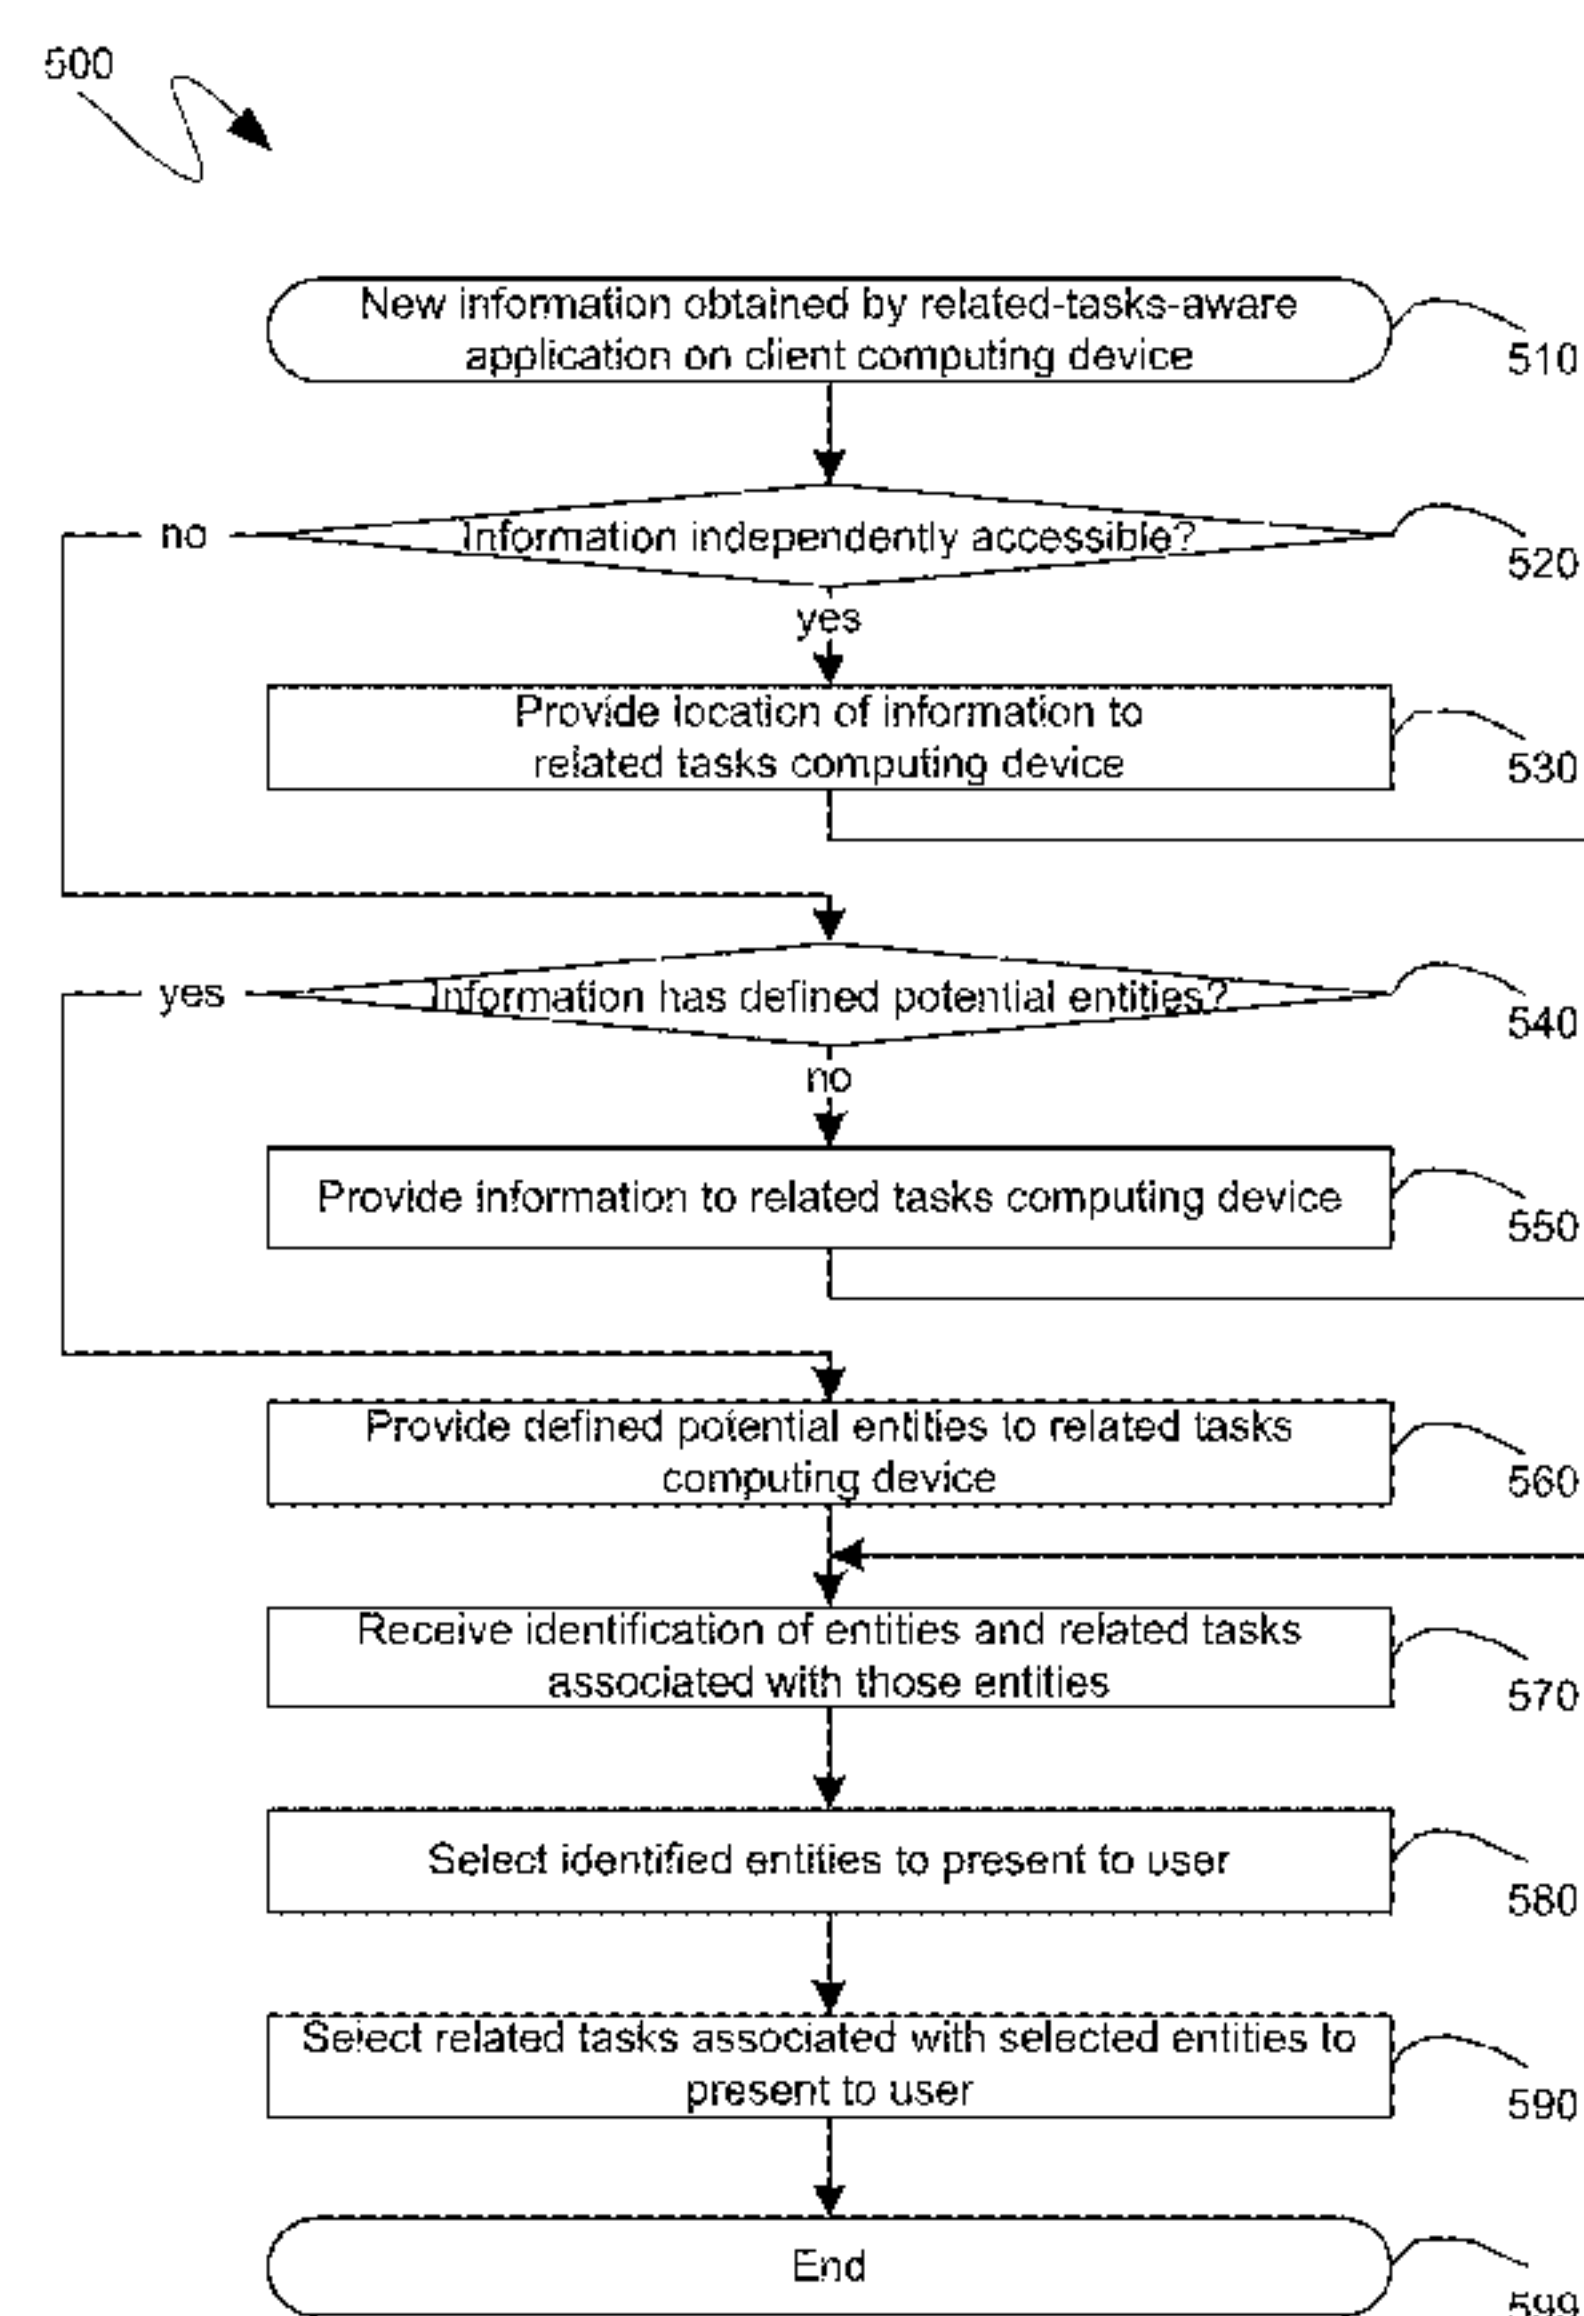 500
New information obtained by related-tasks-aware
application on client computing device
510
Information independently accessible?
520
no
yes
Provide location of information to
related tasks computing device
530
Information has defined potential entities?
540
yes
no
Provide information to related tasks computing device
550
Provide defined potential entities to related tasks
computing device
560
Receive identification of entities and related tasks
associated with those entities
570
Select identified entities to present to user
580
Select related tasks associated with selected entities to
present to user
590
End
599